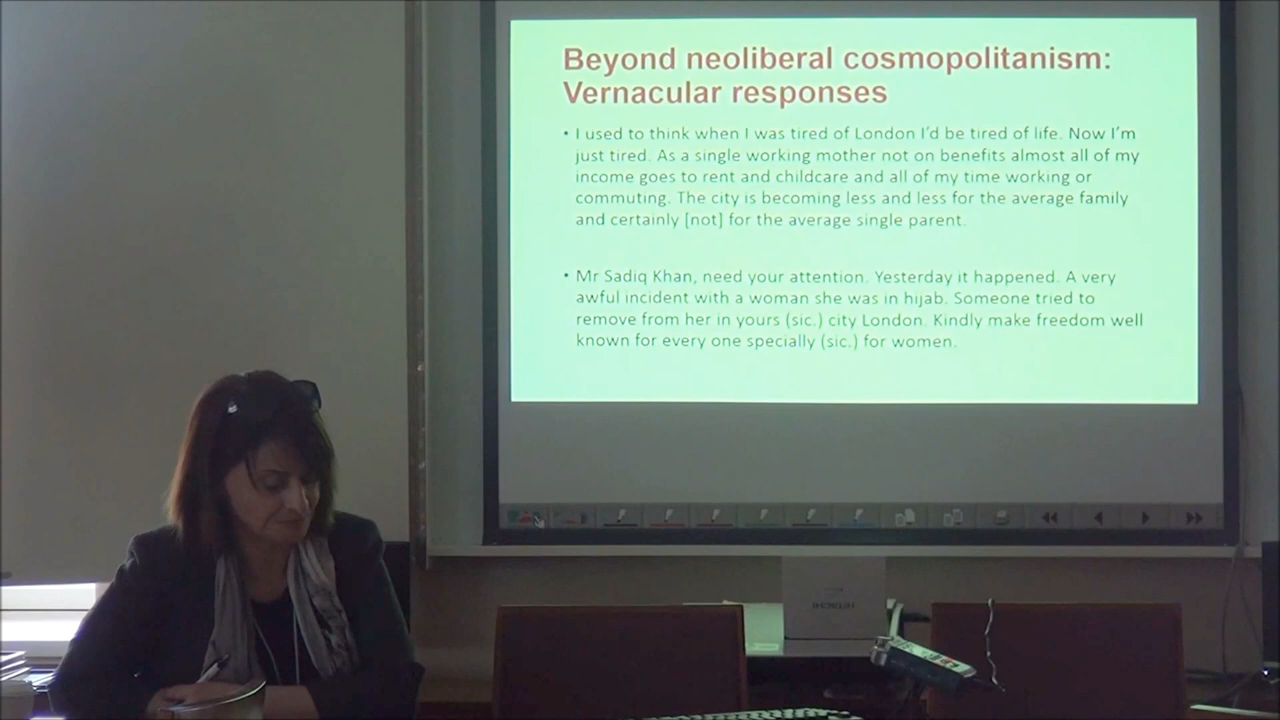 Beyond neoliberal cosmopolitanism:
Vernacular responses
• I used to think when I was tired of London I'd be tired of life. Now I'm
just tired. As a single working mother not on benefits almost all of my
income goes to rent and childcare and all of my time working or
commuting. The city is becoming less and less for the average family
and certainly [not] for the average single parent.
• Mr Sadiq Khan, need your attention. Yesterday it happened. A very
awful incident with a woman she was in hijab. Someone tried to
remove from her in yours (sic.) city London. Kindly make freedom well
known for every one specially (sic.) for women.
HITACHI